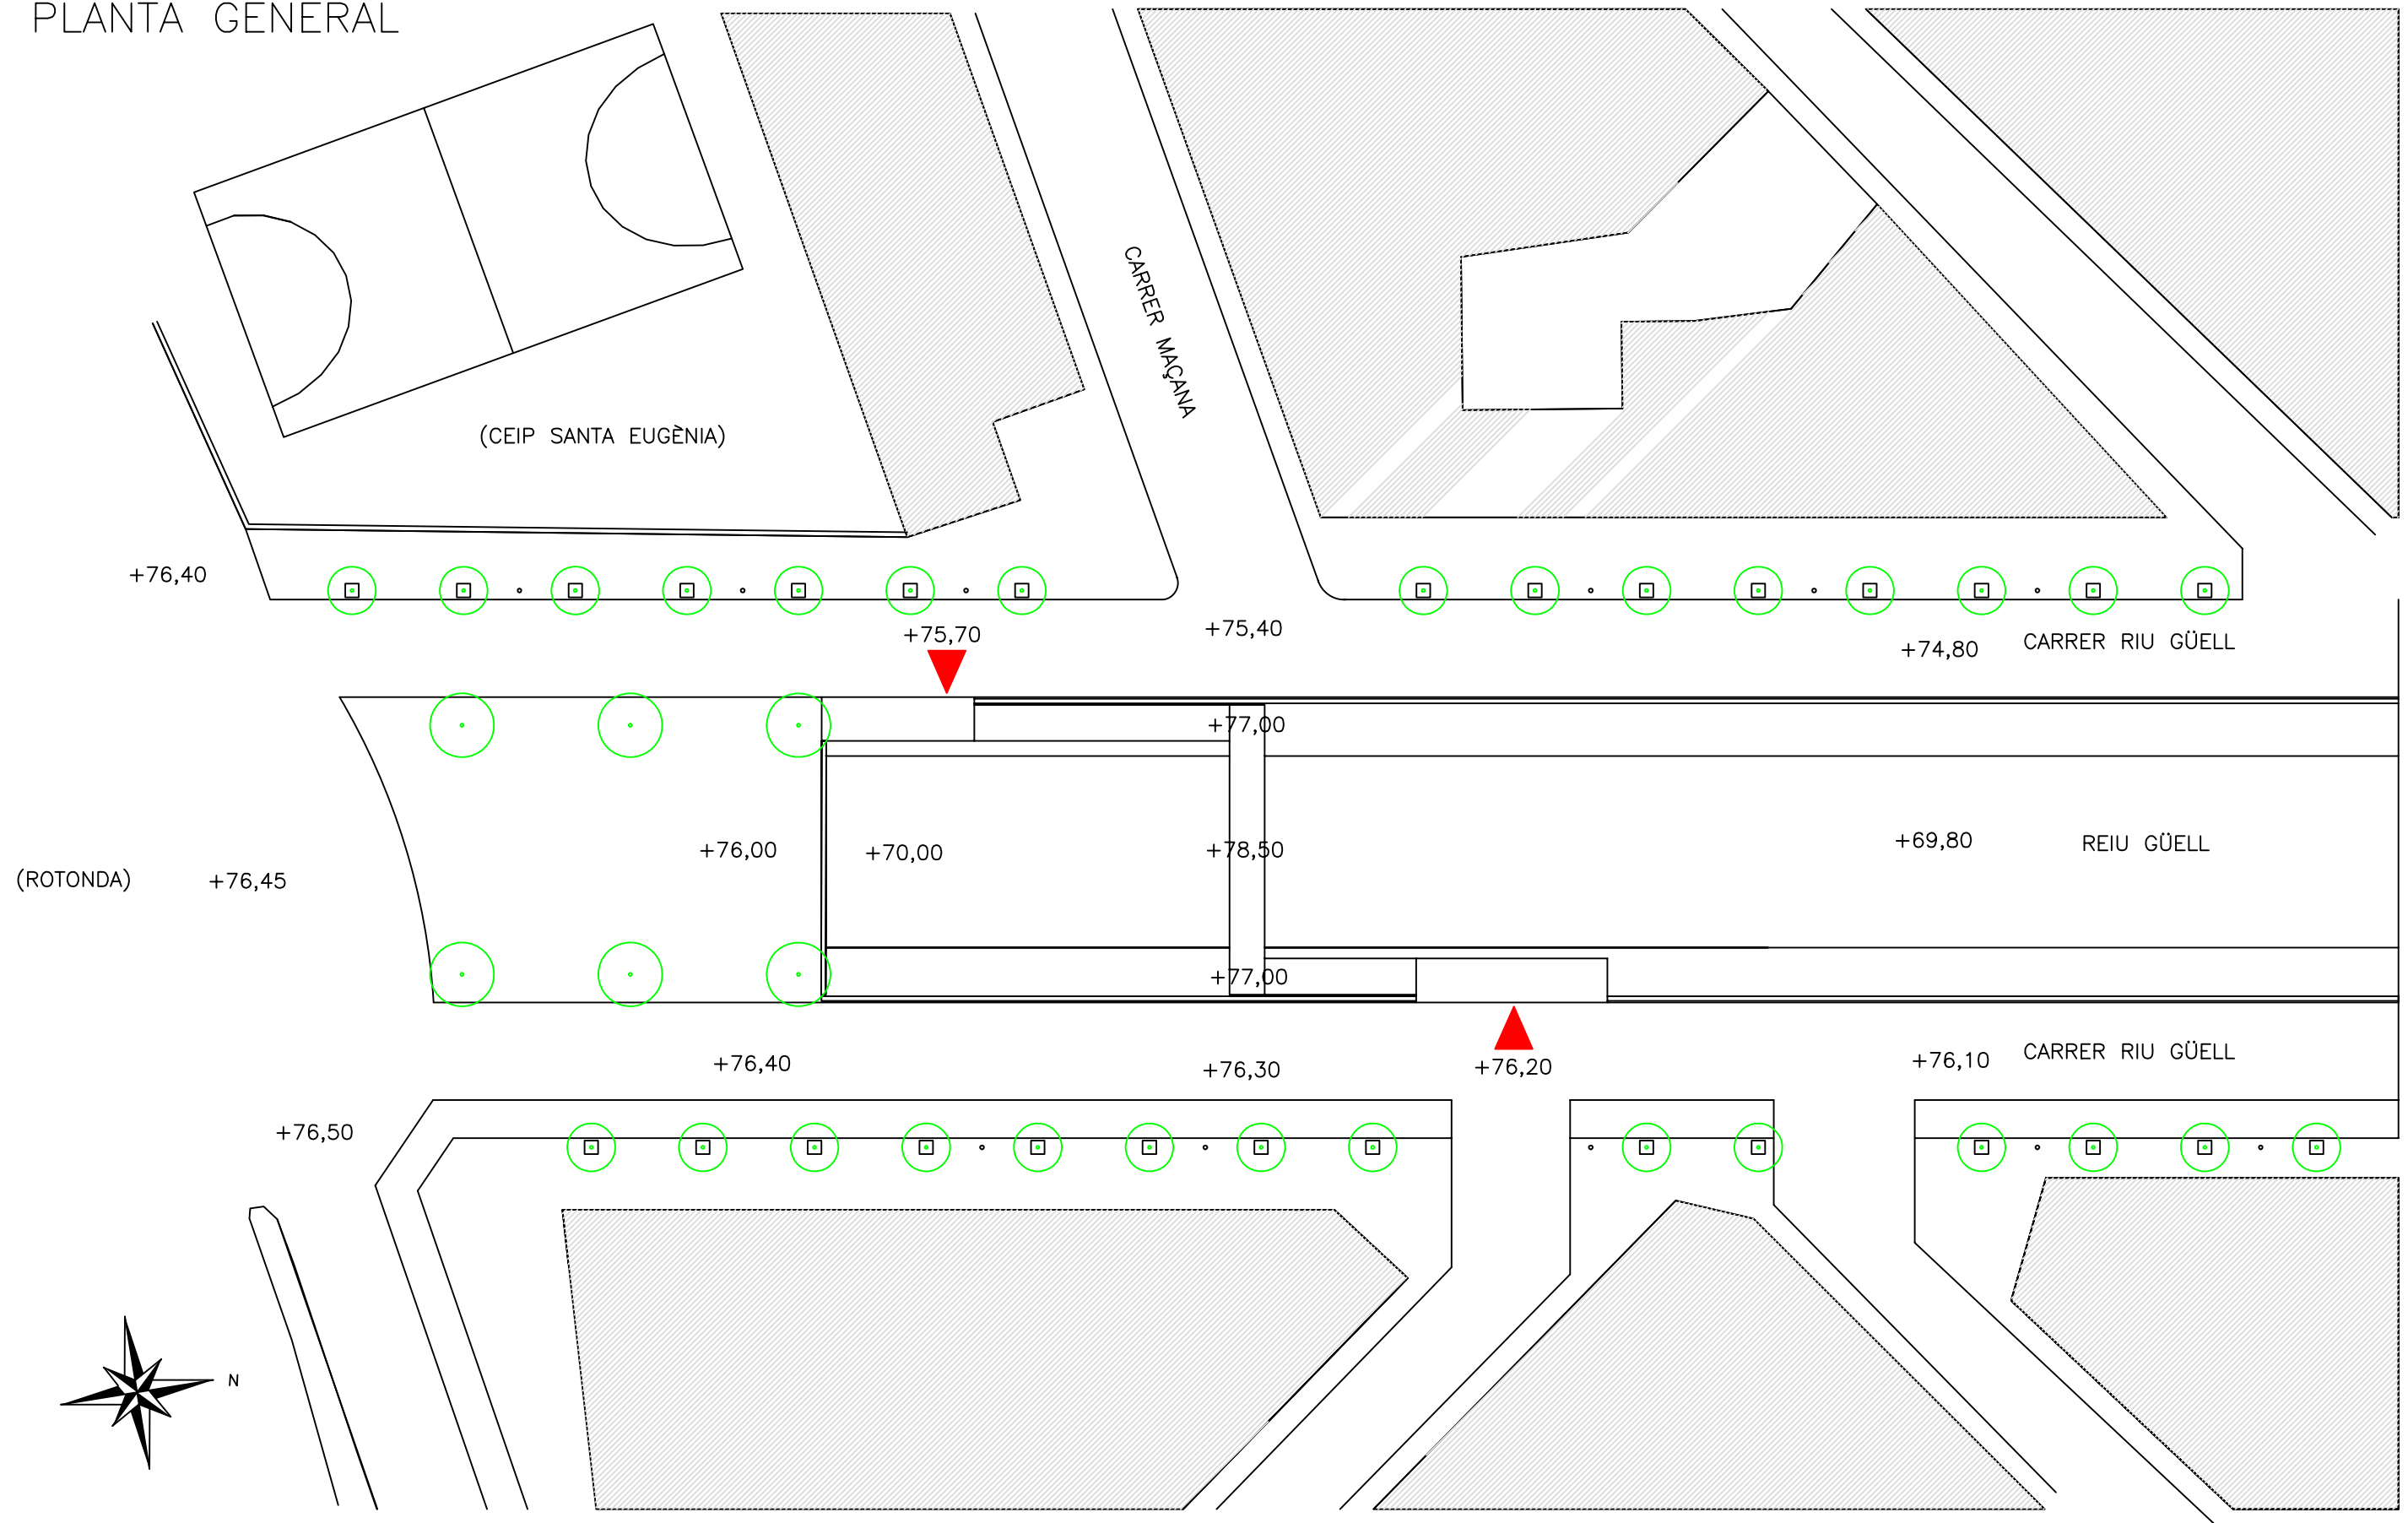 PLANTA GENERAL
CARRER MAÇANA
(CEIP SANTA EUGÈNIA)
+76,40
+75,70
+75,40
+74,80
CARRER RIU GÜELL
+77,00
+76,00
+70,00
+78,50
+69,80
REIU GÜELL
(ROTONDA)
+76,45
+77,00
+76,40
+76,30
+76,20
+76,10
CARRER RIU GÜELL
+76,50
N